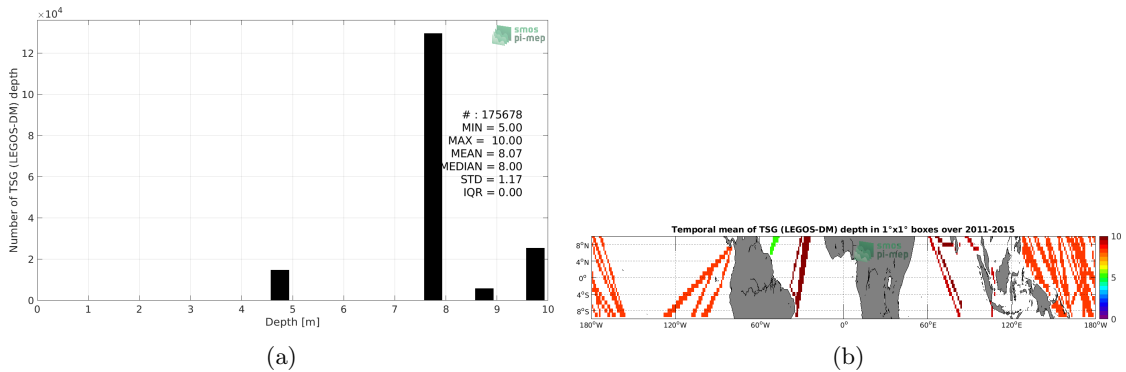 ×10⁴
smos
pi-mep
12
10
8
6
4
2
0
Number of TSG (LEGOS-DM) depth
# : 175678
MIN = 5.00
MAX = 10.00
MEAN = 8.07
MEDIAN = 8.00
STD = 1.17
IQR = 0.00
0 1 2 3 4 5 6 7 8 9 10
Depth [m]
(a)
Temporal mean of TSG (LEGOS-DM) depth in 1°x1° boxes over 2011-2015
smos
pi-mep
8°N
4°N
0°
4°S
8°S
180°W 120°W 60°W 0° 60°E 120°E 180°W
10
5
0
(b)